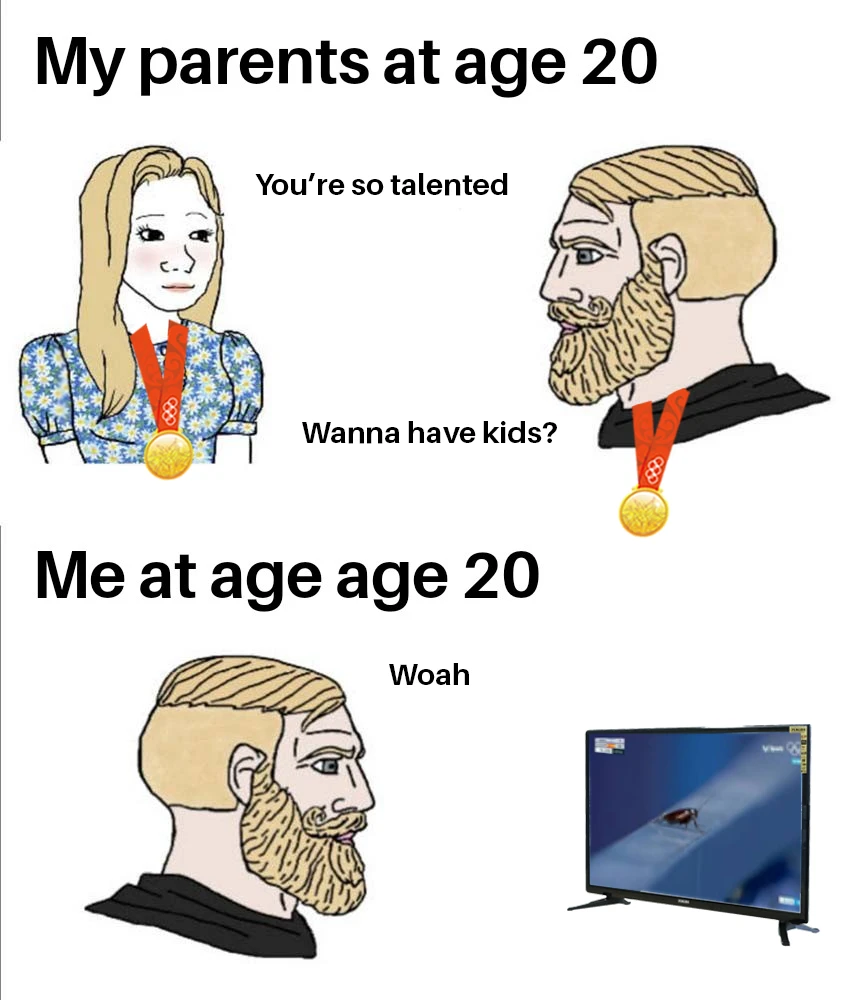 My parents at age 20
You’re so talented
Wanna have kids?
Me at age age 20
Woah